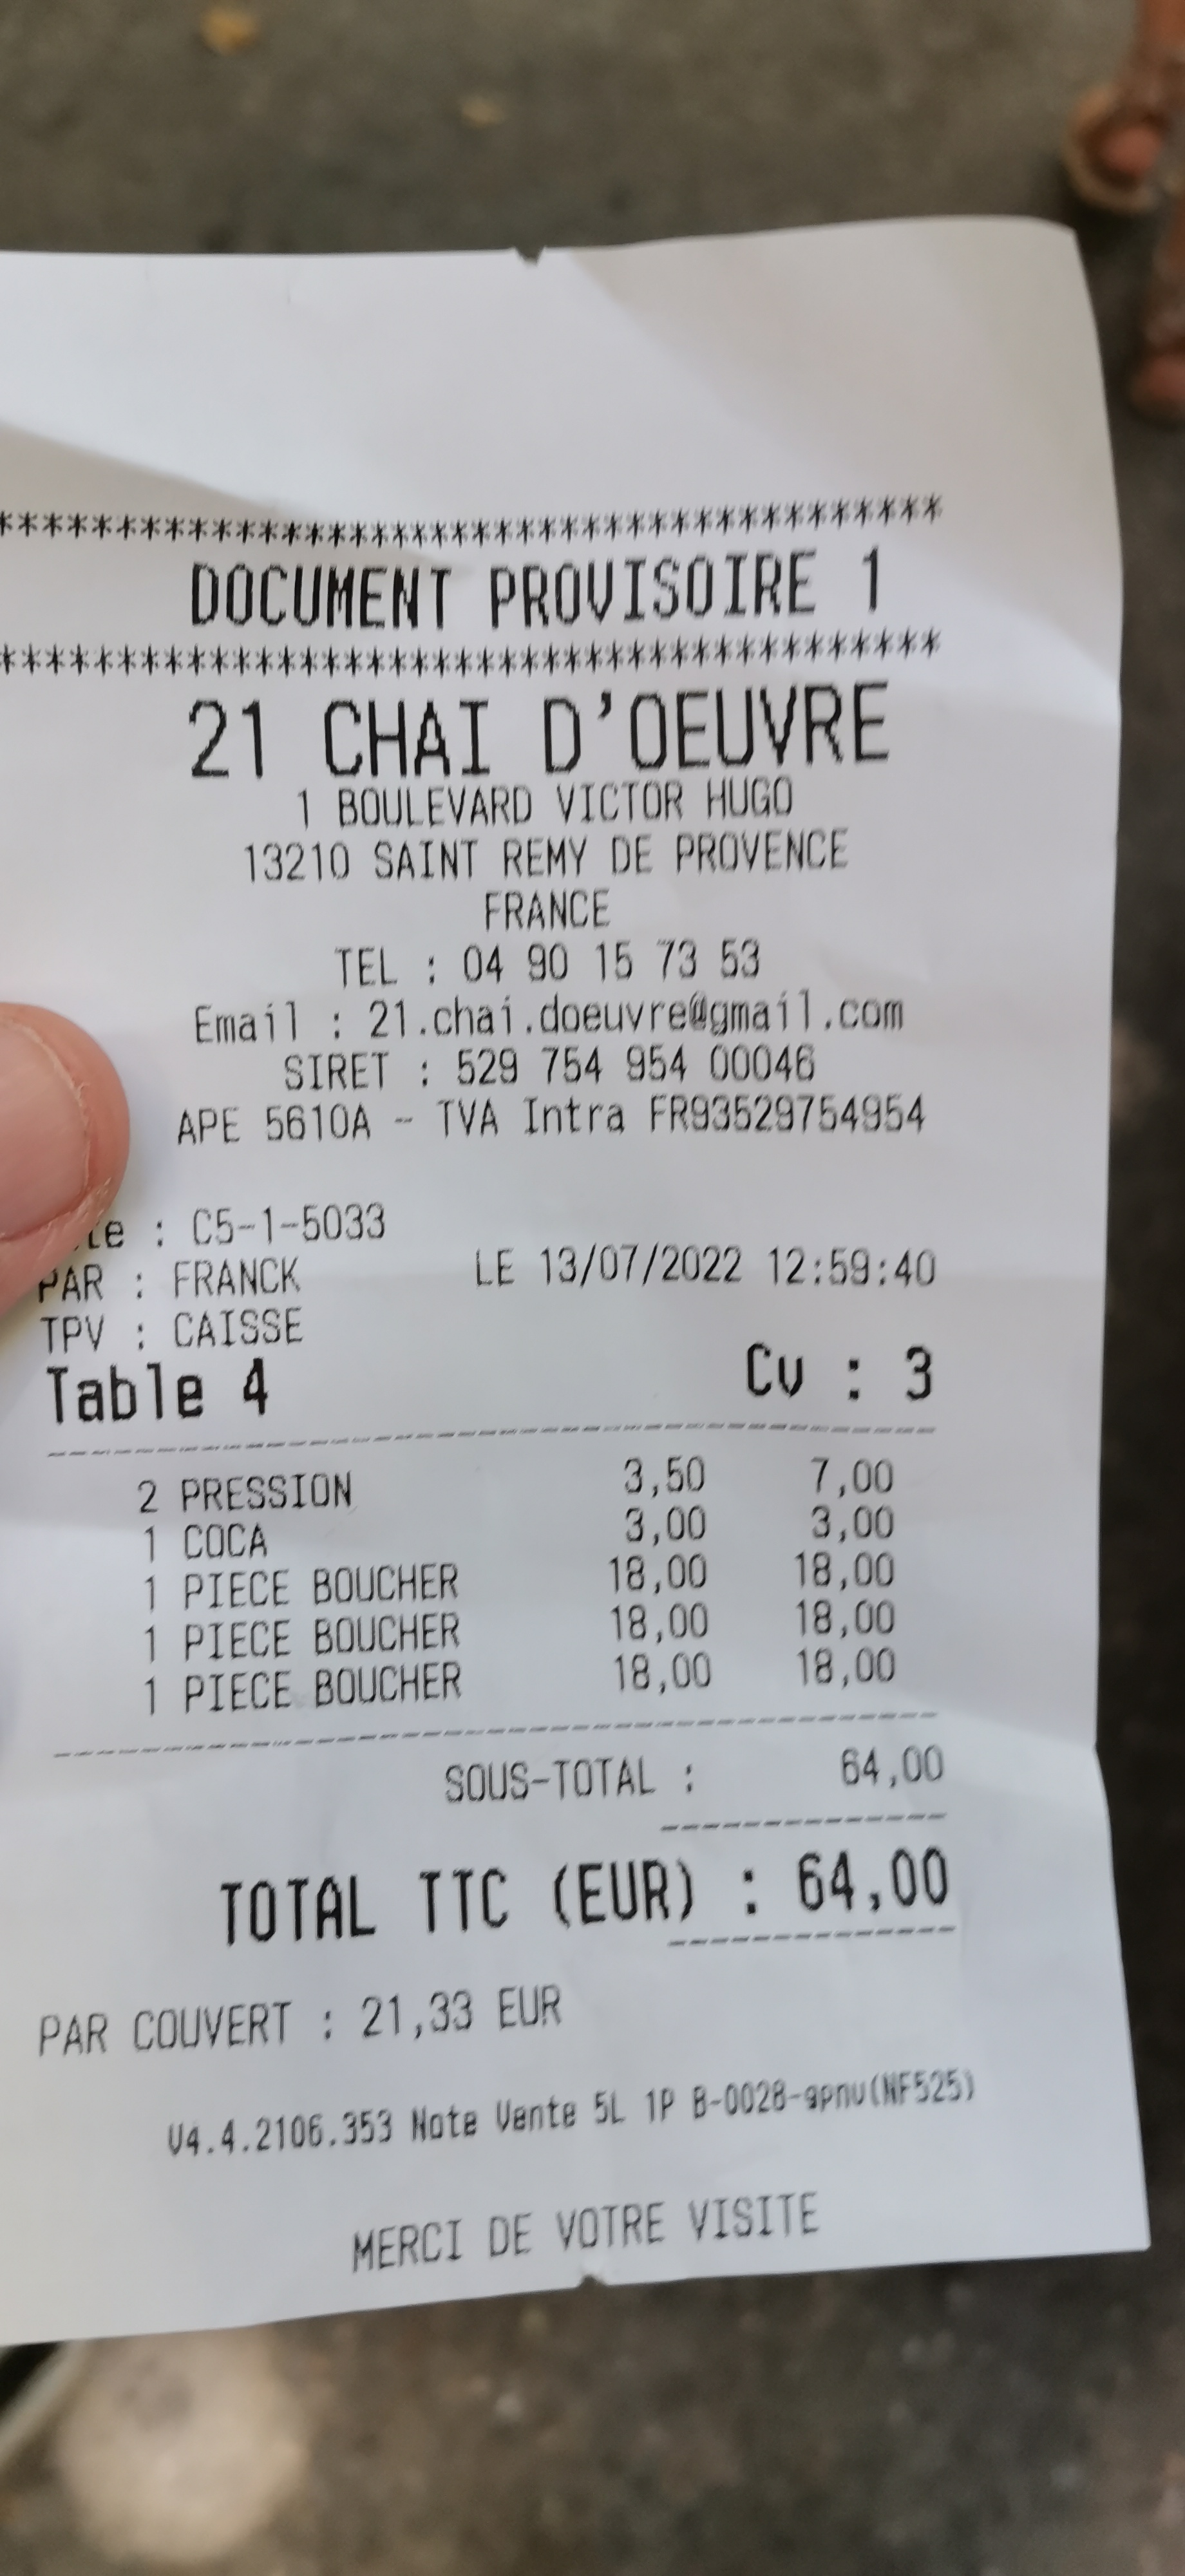 ****************************************
DOCUMENT PROVISOIRE 1
****************************************
21 CHAI D'OEUVRE
1 BOULEVARD VICTOR HUGO
13210 SAINT REMY DE PROVENCE
FRANCE
TEL : 04 90 15 73 53
Email : 21.chai.doeuvre@gmail.com
SIRET : 529 754 954 00046
APE 5610A - TVA Intra FR93529754954
: C5-1-5033
PAR : FRANCK LE 13/07/2022 12:59:40
TPV : CAISSE
Table 4 Cv : 3
2 PRESSION 3,50 7,00
1 COCA 3,00 3,00
1 PIECE BOUCHER 18,00 18,00
1 PIECE BOUCHER 18,00 18,00
1 PIECE BOUCHER 18,00 18,00
SOUS-TOTAL : 64,00
TOTAL TTC (EUR) : 64,00
PAR COUVERT : 21,33 EUR
V4.4.2106.353 Note Vente 5L 1P B-0028-gpnv(NF525)
MERCI DE VOTRE VISITE